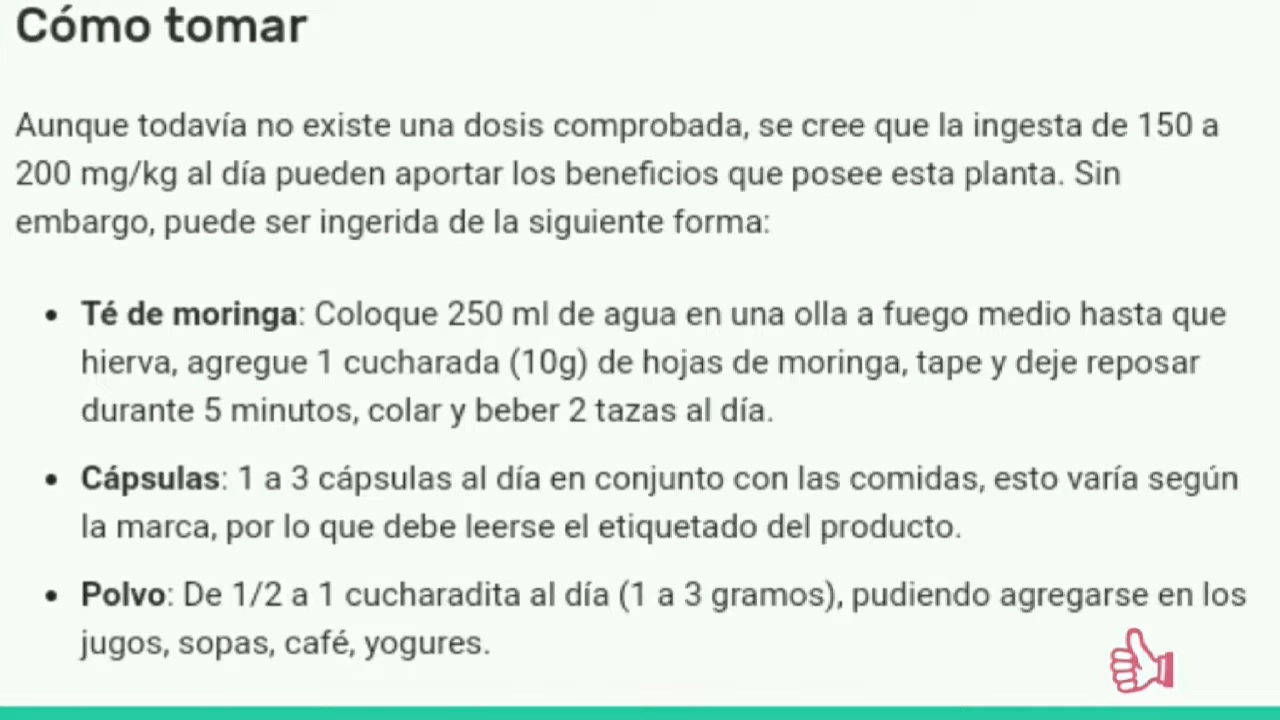 Cómo tomar
Aunque todavía no existe una dosis comprobada, se cree que la ingesta de 150 a
200 mg/kg al día pueden aportar los beneficios que posee esta planta. Sin
embargo, puede ser ingerida de la siguiente forma:
• Té de moringa: Coloque 250 ml de agua en una olla a fuego medio hasta que
hierva, agregue 1 cucharada (10g) de hojas de moringa, tape y deje reposar
durante 5 minutos, colar y beber 2 tazas al día.
• Cápsulas: 1 a 3 cápsulas al día en conjunto con las comidas, esto varía según
la marca, por lo que debe leerse el etiquetado del producto.
• Polvo: De 1/2 a 1 cucharadita al día (1 a 3 gramos), pudiendo agregarse en los
jugos, sopas, café, yogures.